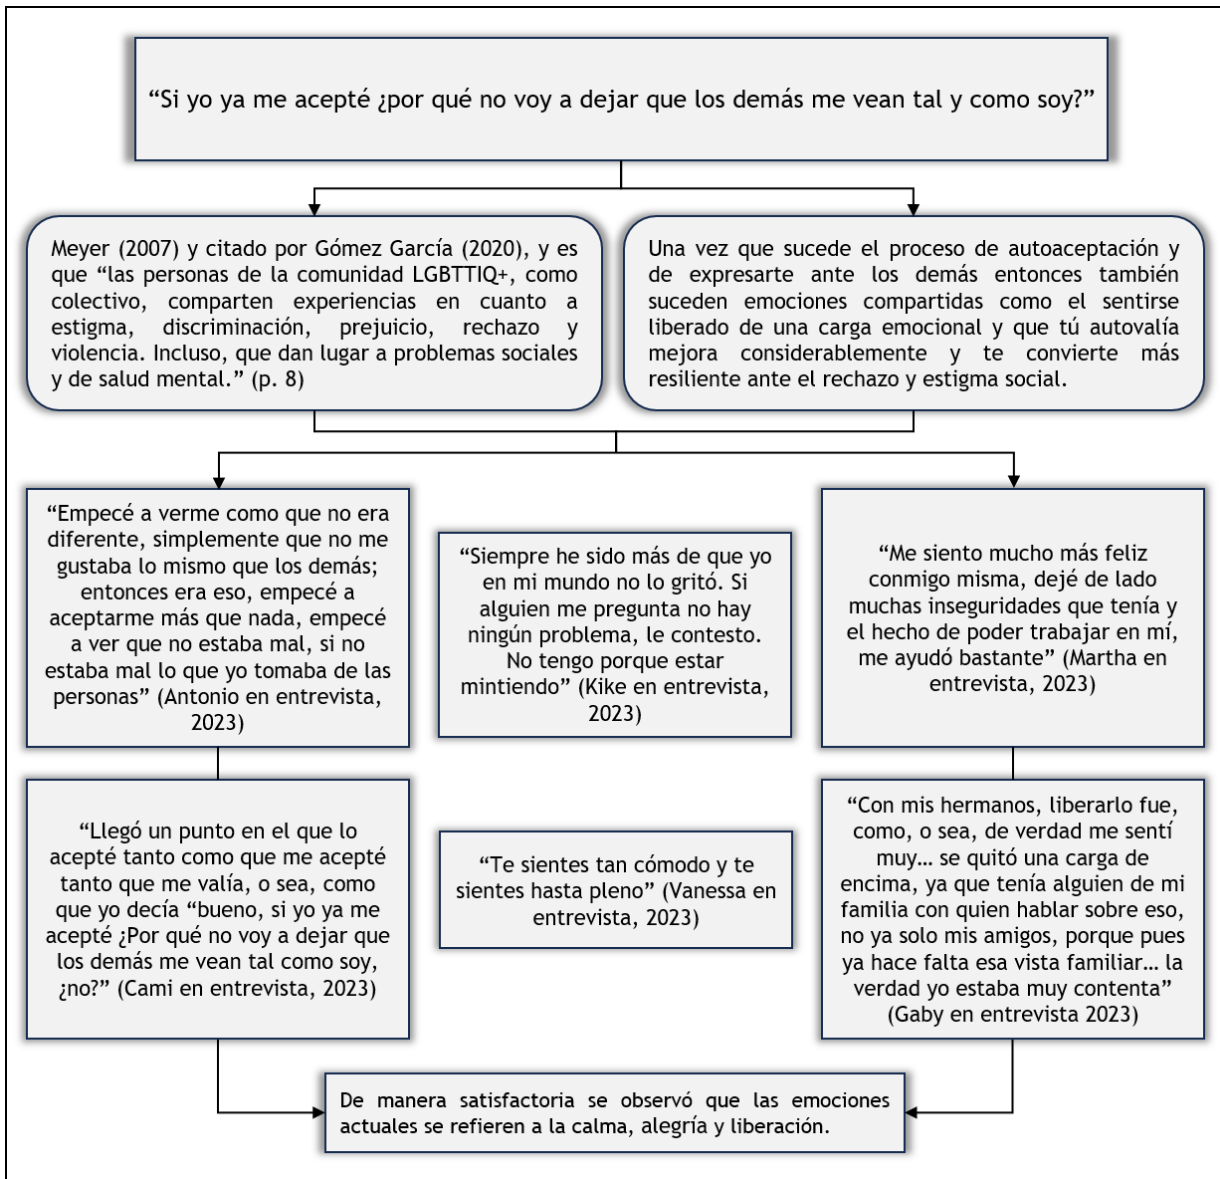 “Si yo ya me acepté ¿por qué no voy a dejar que los demás me vean tal y como soy?”
Meyer (2007) y citado por Gómez García (2020), y es
que “las personas de la comunidad LGBTTIQ+, como
colectivo, comparten experiencias en cuanto a
estigma, discriminación, prejuicio, rechazo y
violencia. Incluso, que dan lugar a problemas sociales
y de salud mental.” (p. 8)
Una vez que sucede el proceso de autoaceptación y
de expresarte ante los demás entonces también
suceden emociones compartidas como el sentirse
liberado de una carga emocional y que tú autovalía
mejora considerablemente y te convierte más
resiliente ante el rechazo y estigma social.
“Empecé a verme como que no era
diferente, simplemente que no me
gustaba lo mismo que los demás;
entonces era eso, empecé a
aceptarme más que nada, empecé
a ver que no estaba mal, si no
estaba mal lo que yo tomaba de las
personas” (Antonio en entrevista,
2023)
“Siempre he sido más de que yo
en mi mundo no lo gritó. Si
alguien me pregunta no hay
ningún problema, le contesto.
No tengo porque estar
mintiendo” (Kike en entrevista,
2023)
“Me siento mucho más feliz
conmigo misma, dejé de lado
muchas inseguridades que tenía y
el hecho de poder trabajar en mí,
me ayudó bastante” (Martha en
entrevista, 2023)
“Llegó un punto en el que lo
acepté tanto como que me acepté
tanto que me valía, o sea, como
que yo decía “bueno, si yo ya me
acepté ¿Por qué no voy a dejar que
los demás me vean tal como soy,
¿no?” (Cami en entrevista, 2023)
“Te sientes tan cómodo y te
sientes hasta pleno” (Vanessa en
entrevista, 2023)
“Con mis hermanos, liberarlo fue,
como, o sea, de verdad me sentí
muy… se quitó una carga de
encima, ya que tenía alguien de mi
familia con quien hablar sobre eso,
no ya solo mis amigos, porque pues
ya hace falta esa vista familiar… la
verdad yo estaba muy contenta”
(Gaby en entrevista 2023)
De manera satisfactoria se observó que las emociones
actuales se refieren a la calma, alegría y liberación.